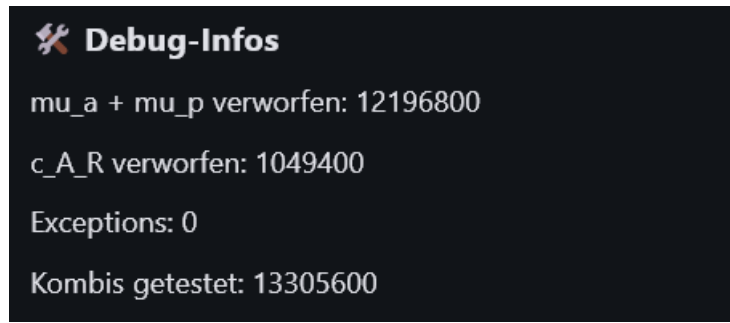 🛠️ Debug-Infos
mu_a + mu_p verworfen: 12196800
c_A_R verworfen: 1049400
Exceptions: 0
Kombis getestet: 13305600